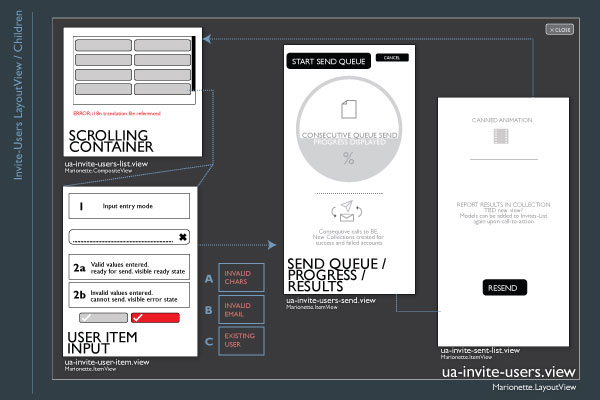 Invite-Users LayoutView / Children
× CLOSE
ERROR, i18n translation file referenced
SCROLLING
CONTAINER
ua-invite-users-list.view
Marionette.CompositeView
1 Input entry mode
2a Valid values entered.
ready for send. visible ready state
2b Invalid values entered.
cannot send. visible error state
USER ITEM
INPUT
ua-invite-user-item.view
Marionette.ItemView
A INVALID
CHARS
B INVALID
EMAIL
C EXISTING
USER
START SEND QUEUE
CANCEL
CONSECUTIVE QUEUE SEND
PROGRESS DISPLAYED
%
Consequtive calls to BE,
New Collections created for
success and failed accounts
SEND QUEUE /
PROGRESS /
RESULTS
ua-invite-users-send.view
Marionette.ItemView
CANNED ANIMATION
REPORT RESULTS IN COLLECTION
TBD new view?
Models can be added to Invites-List
again upon call-to-action
RESEND
ua-invite-sent-list.view
Marionette.ItemView
ua-invite-users.view
Marionette.LayoutView